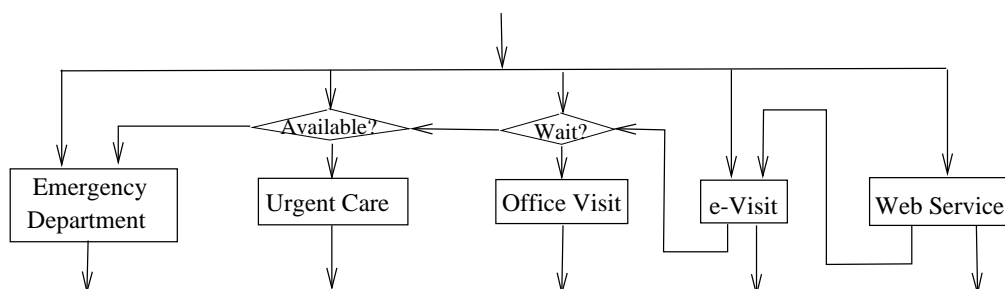 Available?
Wait?
Emergency
Department
Urgent Care
Office Visit
e-Visit
Web Service